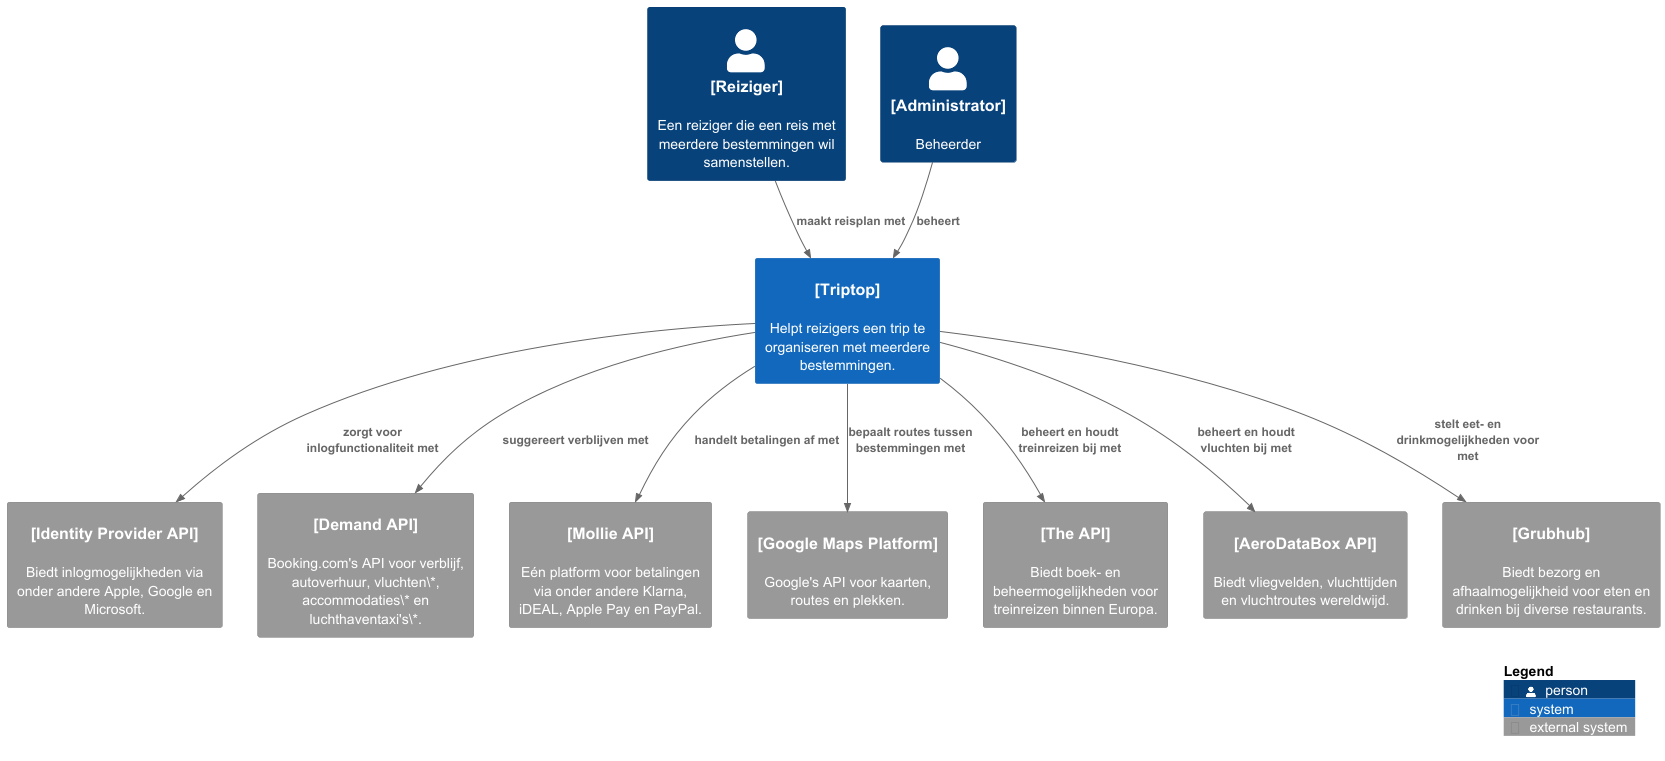 [Reiziger]
Een reiziger die een reis met
meerdere bestemmingen wil
samenstellen.
[Administrator]
Beheerder
maakt reisplan met
beheert
[Triptop]
Helpt reizigers een trip te
organiseren met meerdere
bestemmingen.
zorgt voor
inlogfunctionaliteit met
suggereert verblijven met
handelt betalingen af met
bepaalt routes tussen
bestemmingen met
beheert en houdt
treinreizen bij met
beheert en houdt
vluchten bij met
stelt eet- en
drinkmogelijkheden voor
met
[Identity Provider API]
Biedt inlogmogelijkheden via
onder andere Apple, Google en
Microsoft.
[Demand API]
Booking.com's API voor verblijf,
autoverhuur, vluchten\*,
accommodaties\* en
luchthaventaxi's\*.
[Mollie API]
Eén platform voor betalingen
via onder andere Klarna,
iDEAL, Apple Pay en PayPal.
[Google Maps Platform]
Google's API voor kaarten,
routes en plekken.
[The API]
Biedt boek- en
beheermogelijkheden voor
treinreizen binnen Europa.
[AeroDataBox API]
Biedt vliegvelden, vluchttijden
en vluchtroutes wereldwijd.
[Grubhub]
Biedt bezorg en
afhaalmogelijkheid voor eten en
drinken bij diverse restaurants.
Legend
person
system
external system